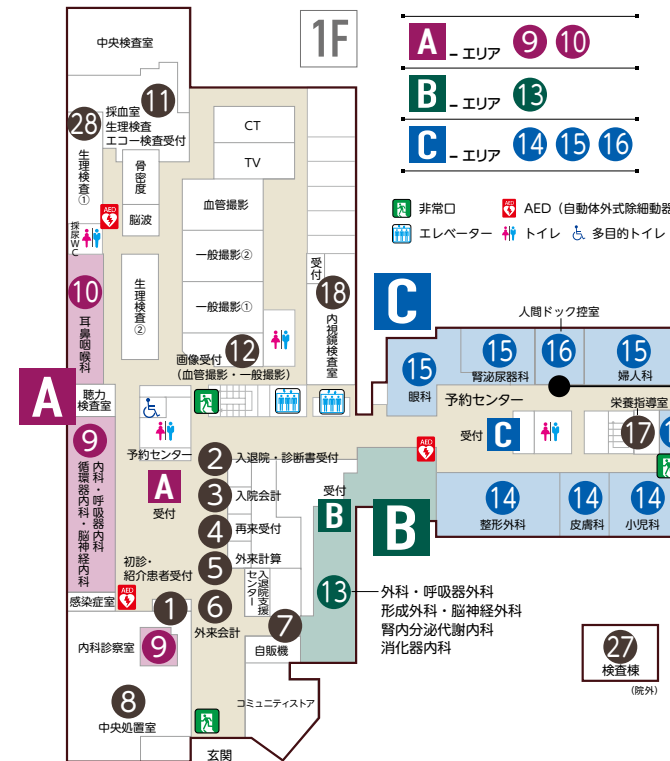 1F
A - エリア 9 10
B - エリア 13
C - エリア 14 15 16
非常口
AED (自動体外式除細動器
エレベーター
トイレ
多目的トイレ
中央検査室
11
採血室
生理検査
エコー検査受付
28
生理検査①
骨密度
AED
脳波
採尿WC
CT
TV
血管撮影
一般撮影②
一般撮影①
受付
18
内視鏡検査室
生理検査②
10
耳鼻咽喉科
12
画像受付
(血管撮影・一般撮影)
A
聴力
検査室
9
内科・呼吸器内科
循環器内科・脳神経内科
予約センター
A
受付
2 入退院・診断書受付
3 入院会計
4 再来受付
5 外来計算
入退院支援
センター
6
外来会計
7
自販機
初診・
紹介患者受付
感染症室
AED
1
内科診察室
9
8
中央処置室
コミュニティストア
玄関
C
人間ドック控室
15
眼科
15
腎泌尿器科
16
15
婦人科
予約センター
栄養指導室
受付
C
17
AED
14
整形外科
14
皮膚科
14
小児科
受付
B
B
13
外科・呼吸器外科
形成外科・脳神経外科
腎内分泌代謝内科
消化器内科
27
検査棟
(院外)